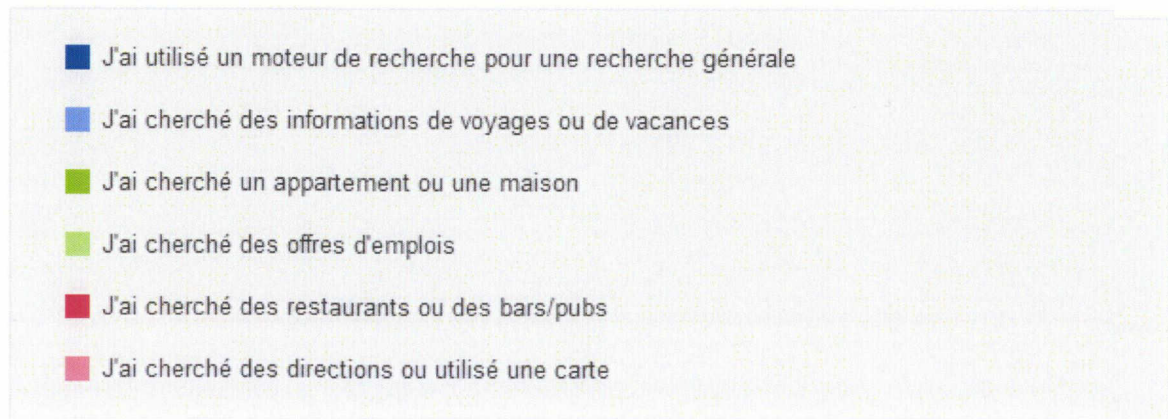 J'ai utilisé un moteur de recherche pour une recherche générale
J'ai cherché des informations de voyages ou de vacances
J'ai cherché un appartement ou une maison
J'ai cherché des offres d'emplois
J'ai cherché des restaurants ou des bars/pubs
J'ai cherché des directions ou utilisé une carte